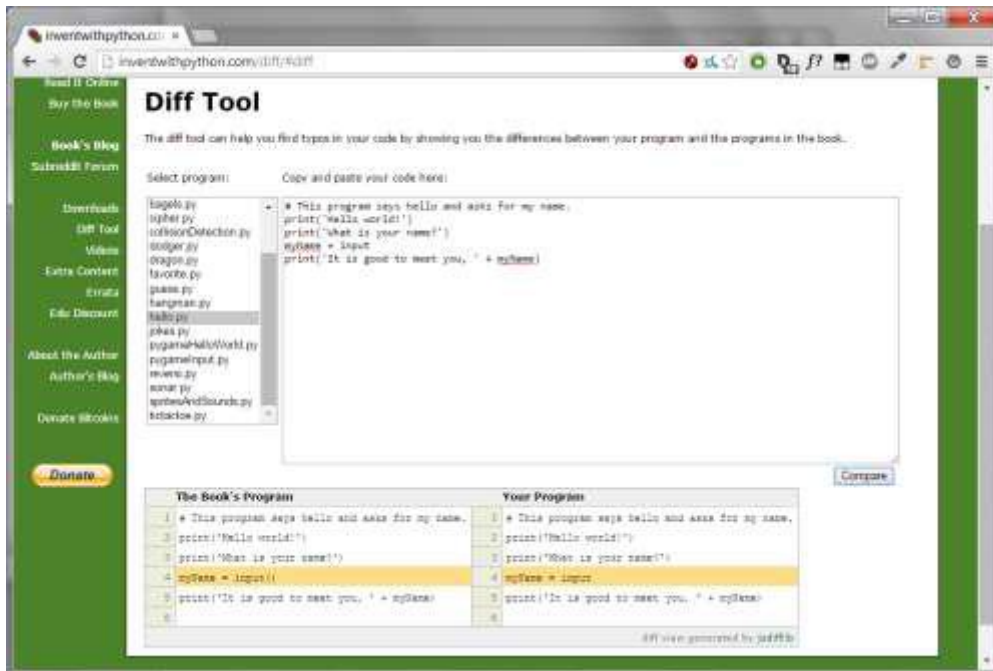 inventwithpython.co
inventwithpython.com/diff/#diff
Read It Online
Buy the Book
Book's Blog
Subreddit Forum
Downloads
Diff Tool
Videos
Extra Content
Errata
Edu Discount
About the Author
Author's Blog
Donate Bitcoins
Donate
Diff Tool
The diff tool can help you find typos in your code by showing you the differences between your program and the programs in the book.
Select program:
Copy and paste your code here:
bagels.py
cipher.py
collisionDetection.py
dodger.py
dragon.py
favorite.py
guess.py
hangman.py
hello.py
jokes.py
pygameHelloWorld.py
pygameInput.py
reversi.py
sonar.py
spritesAndSounds.py
tictactoe.py
# This program says hello and asks for my name.
print('Hello world!')
print('What is your name?')
myName = input
print('It is good to meet you, ' + myName)
Compare
The Book's Program
Your Program
1 # This program says hello and asks for my name.
1 # This program says hello and asks for my name.
2 print('Hello world!')
2 print('Hello world!')
3 print('What is your name?')
3 print('What is your name?')
4 myName = input()
4 myName = input
5 print('It is good to meet you, ' + myName)
5 print('It is good to meet you, ' + myName)
6
6
diff view generated by jsdifflib